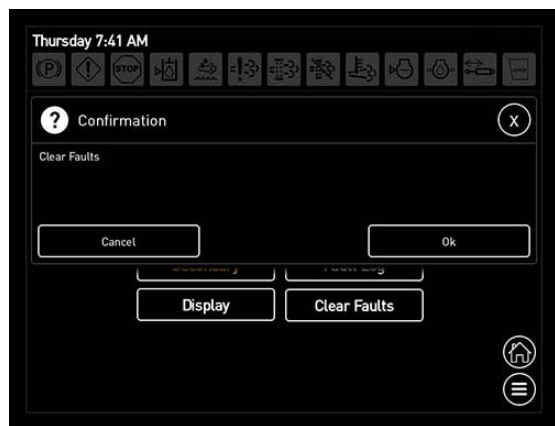 Thursday 7:41 AM
STOP
? Confirmation X
Clear Faults
Cancel Ok
Display Clear Faults